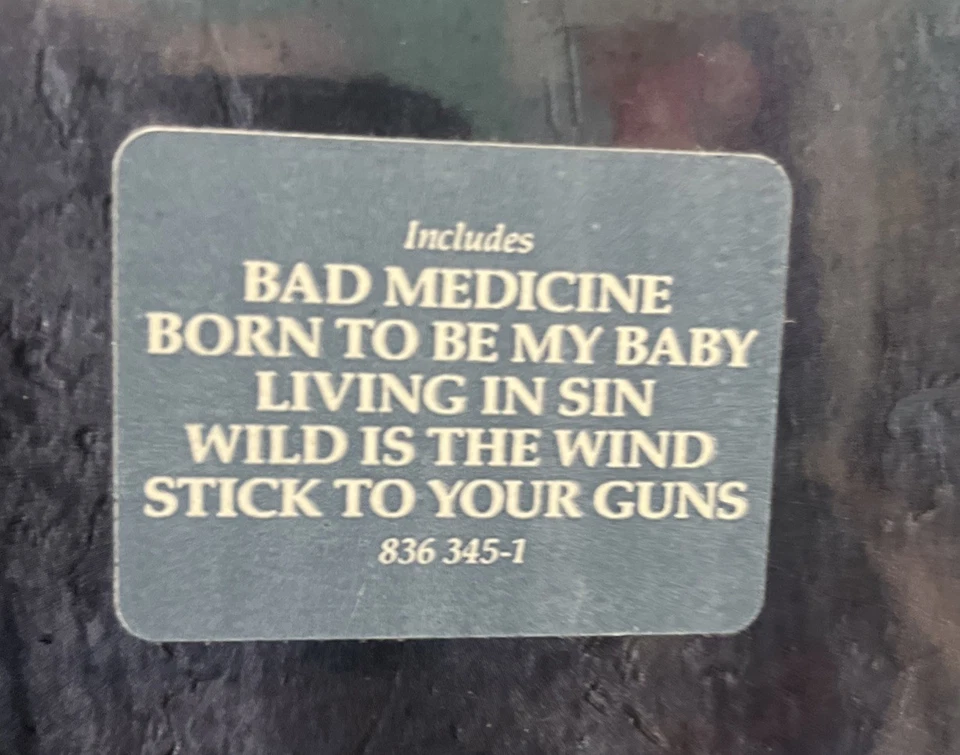 Includes
BAD MEDICINE
BORN TO BE MY BABY
LIVING IN SIN
WILD IS THE WIND
STICK TO YOUR GUNS
836 345-1